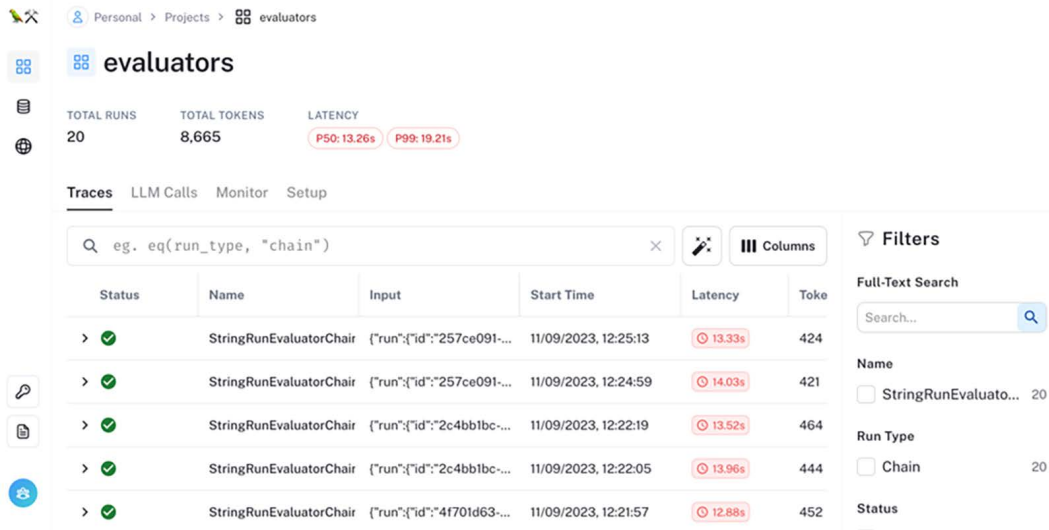 Personal > Projects > evaluators
evaluators
TOTAL RUNS TOTAL TOKENS LATENCY
20 8,665 P50: 13.26s P99: 19.21s
Traces LLM Calls Monitor Setup
eg. eq(run_type, "chain") Columns
Filters
Status Name Input Start Time Latency Toke
StringRunEvaluatorChair {"run":{"id":"257ce091-... 11/09/2023, 12:25:13 13.33s 424
StringRunEvaluatorChair {"run":{"id":"257ce091-... 11/09/2023, 12:24:59 14.03s 421
StringRunEvaluatorChair {"run":{"id":"2c4bb1bc-... 11/09/2023, 12:22:19 13.52s 464
StringRunEvaluatorChair {"run":{"id":"2c4bb1bc-... 11/09/2023, 12:22:05 13.96s 444
StringRunEvaluatorChair {"run":{"id":"4f701d63-... 11/09/2023, 12:21:57 12.88s 452
Full-Text Search
Search...
Name
StringRunEvaluato... 20
Run Type
Chain 20
Status